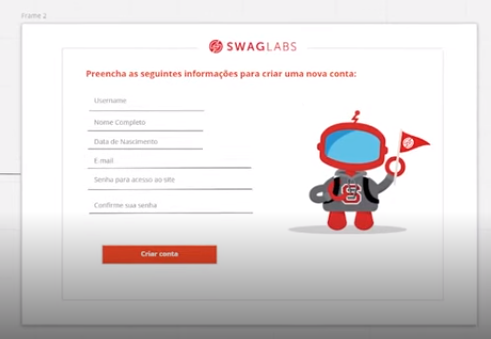 Frame 2
SWAGLABS
Preencha as seguintes informações para criar uma nova conta:
Username
Nome Completo
Data de Nascimento
E mail
Senha para acesso ao site
Confirme sua senha
Criar conta
S